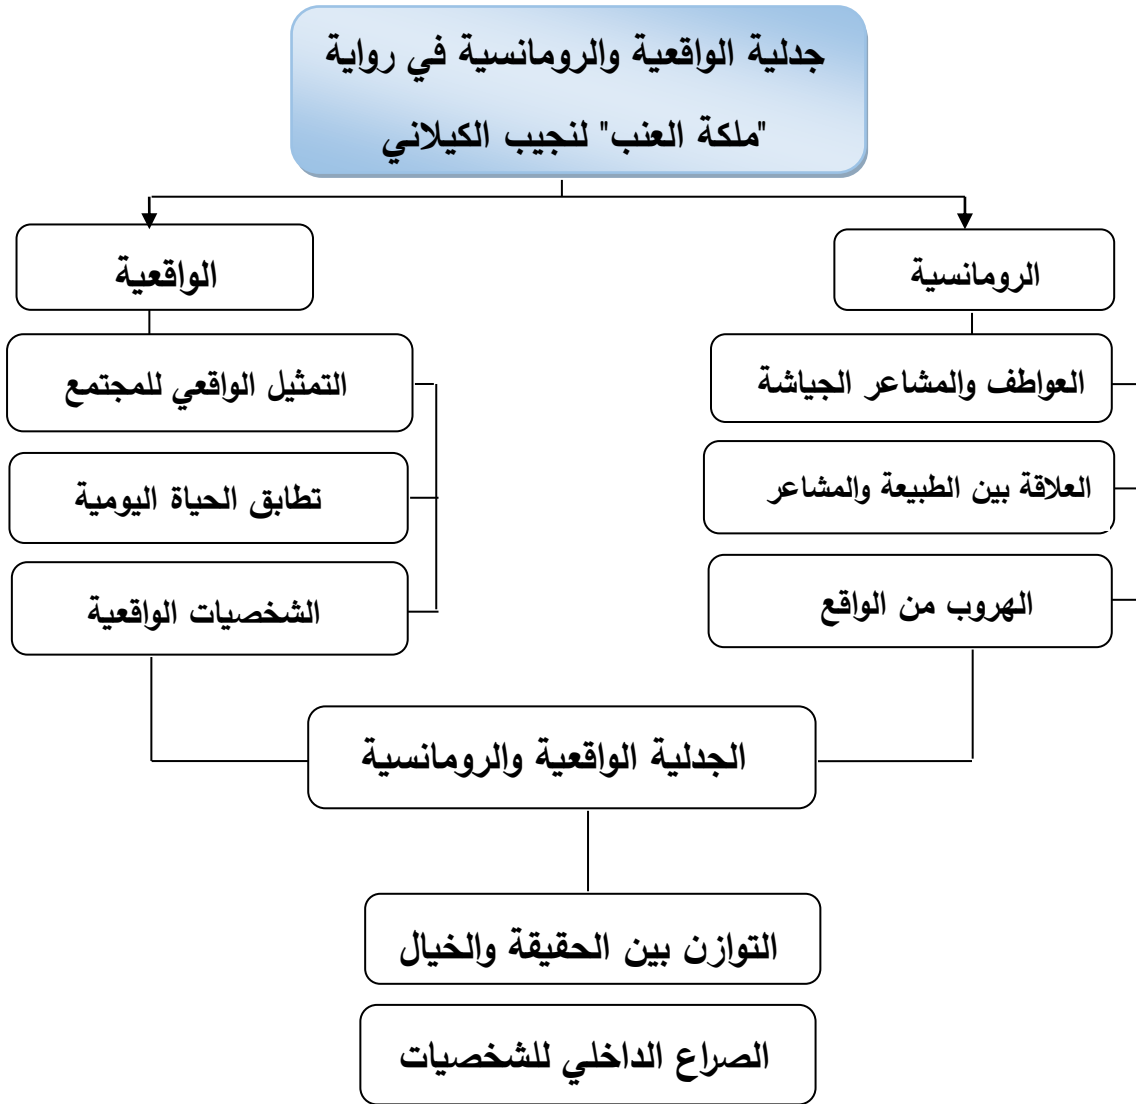 جدلية الواقعية والرومانسية في رواية
"ملكة العنب" لنجيب الكيلاني
الرومانسية
الواقعية
العواطف والمشاعر الجياشة
التمثيل الواقعي للمجتمع
العلاقة بين الطبيعة والمشاعر
تطابق الحياة اليومية
الهروب من الواقع
الشخصيات الواقعية
الجدلية الواقعية والرومانسية
التوازن بين الحقيقة والخيال
الصراع الداخلي للشخصيات